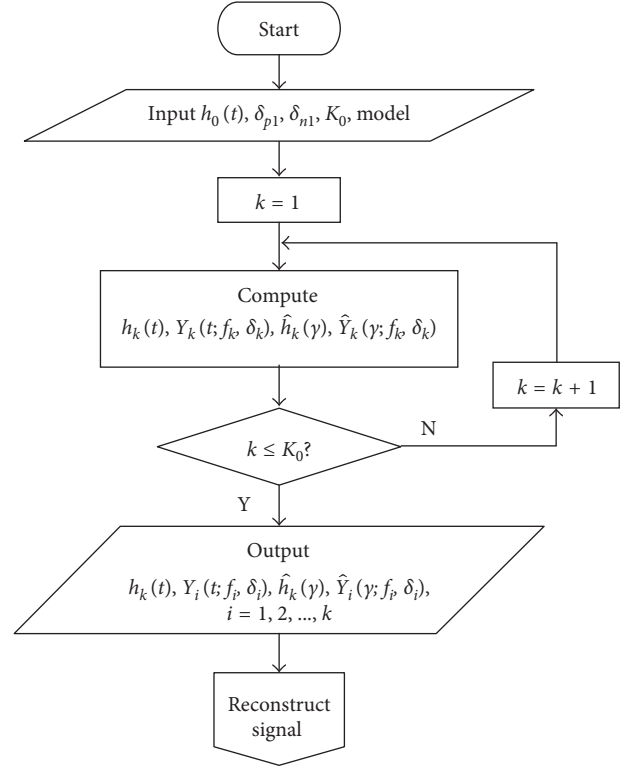 Start
Input h₀(t), δₚ₁, δₙ₁, K₀, model
k = 1
Compute
hₖ(t), Yₖ(t; fₖ, δₖ), ĥₖ(γ), Ŷₖ(γ; fₖ, δₖ)
k = k + 1
k ≤ K₀?
N
Y
Output
hₖ(t), Yᵢ(t; fᵢ, δᵢ), ĥₖ(γ), Ŷᵢ(γ; fᵢ, δᵢ),
i = 1, 2, ..., k
Reconstruct
signal